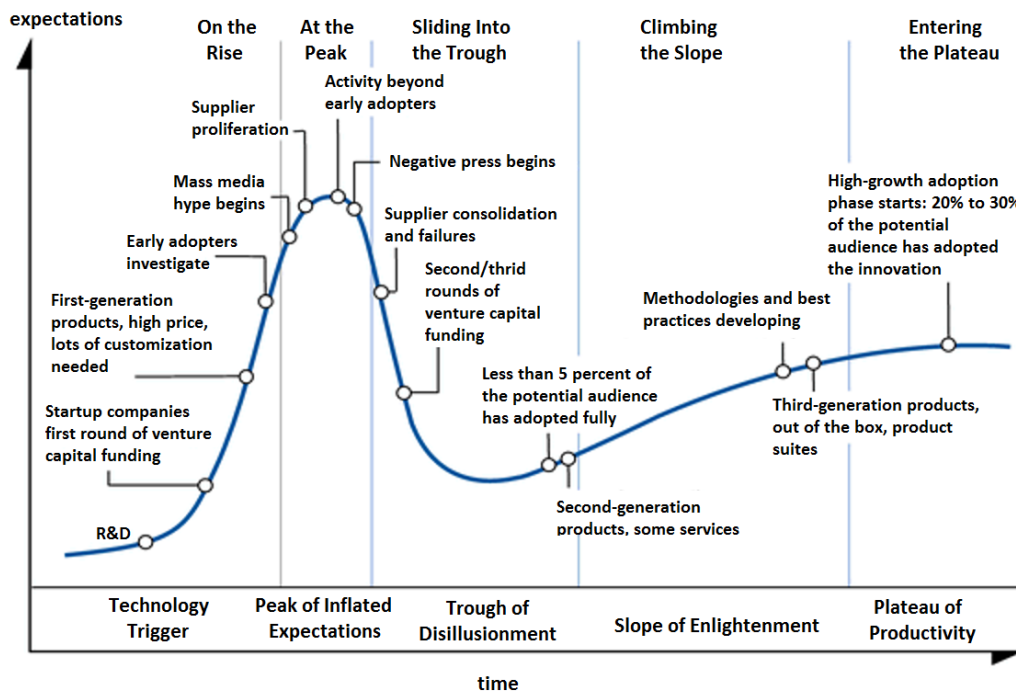 expectations
On the
Rise
At the
Peak
Sliding Into
the Trough
Climbing
the Slope
Entering
the Plateau
Activity beyond
early adopters
Supplier
proliferation
Negative press begins
Mass media
hype begins
High-growth adoption
phase starts: 20% to 30%
of the potential
audience has adopted
the innovation
Supplier consolidation
and failures
Early adopters
investigate
Second/thrid
rounds of
venture capital
funding
First-generation
products, high price,
lots of customization
needed
Methodologies and best
practices developing
Less than 5 percent of
the potential audience
has adopted fully
Startup companies
first round of venture
capital funding
Third-generation products,
out of the box, product
suites
Second-generation
products, some services
R&D
Technology
Trigger
Peak of Inflated
Expectations
Trough of
Disillusionment
Slope of Enlightenment
Plateau of
Productivity
time